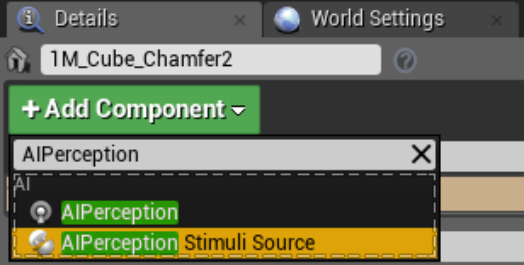 Details
World Settings
1M_Cube_Chamfer2
+Add Component
AIPerception
AI
AIPerception
AIPerception Stimuli Source